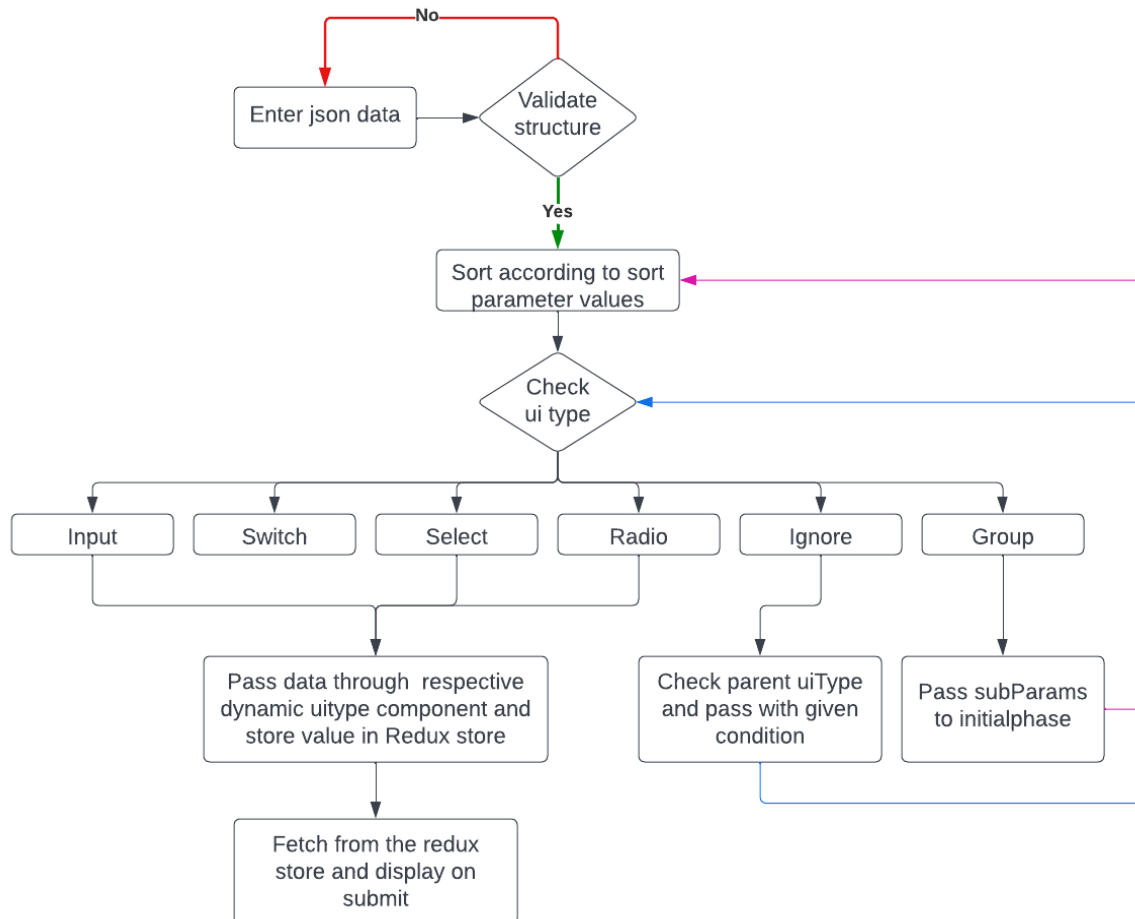 No
Enter json data
Validate
structure
Yes
Sort according to sort
parameter values
Check
ui type
Input
Switch
Select
Radio
Ignore
Group
Pass data through respective
dynamic uitype component and
store value in Redux store
Check parent uiType
and pass with given
condition
Pass subParams
to initialphase
Fetch from the redux
store and display on
submit